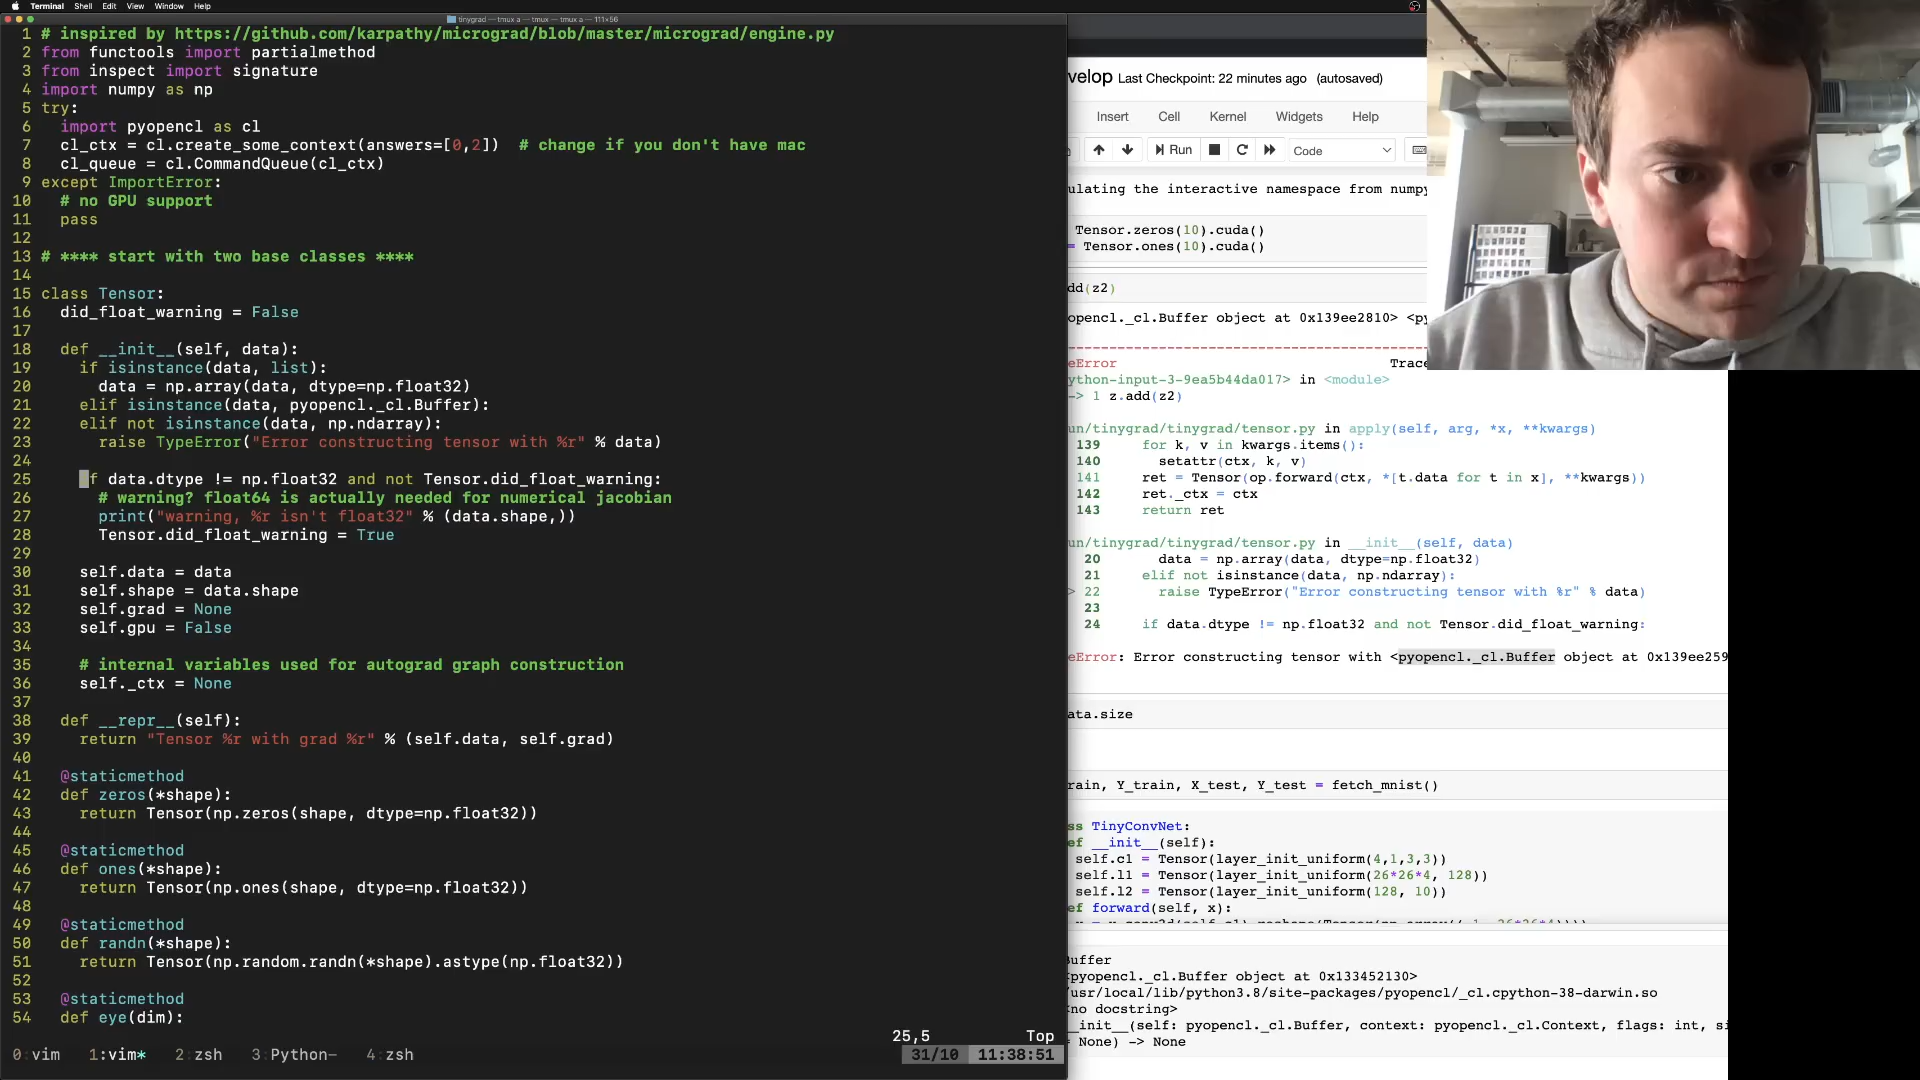 Terminal Shell Edit View Window Help
tinygrad — tmux a — tmux — tmux a — 111×56
1 # inspired by https://github.com/karpathy/micrograd/blob/master/micrograd/engine.py
2 from functools import partialmethod
3 from inspect import signature
4 import numpy as np
5 try:
6 import pyopencl as cl
7 cl_ctx = cl.create_some_context(answers=[0,2]) # change if you don't have mac
8 cl_queue = cl.CommandQueue(cl_ctx)
9 except ImportError:
10 # no GPU support
11 pass
12
13 # **** start with two base classes ****
14
15 class Tensor:
16 did_float_warning = False
17
18 def __init__(self, data):
19 if isinstance(data, list):
20 data = np.array(data, dtype=np.float32)
21 elif isinstance(data, pyopencl._cl.Buffer):
22 elif not isinstance(data, np.ndarray):
23 raise TypeError("Error constructing tensor with %r" % data)
24
25 if data.dtype != np.float32 and not Tensor.did_float_warning:
26 # warning? float64 is actually needed for numerical jacobian
27 print("warning, %r isn't float32" % (data.shape,))
28 Tensor.did_float_warning = True
29
30 self.data = data
31 self.shape = data.shape
32 self.grad = None
33 self.gpu = False
34
35 # internal variables used for autograd graph construction
36 self._ctx = None
37
38 def __repr__(self):
39 return "Tensor %r with grad %r" % (self.data, self.grad)
40
41 @staticmethod
42 def zeros(*shape):
43 return Tensor(np.zeros(shape, dtype=np.float32))
44
45 @staticmethod
46 def ones(*shape):
47 return Tensor(np.ones(shape, dtype=np.float32))
48
49 @staticmethod
50 def randn(*shape):
51 return Tensor(np.random.randn(*shape).astype(np.float32))
52
53 @staticmethod
54 def eye(dim):
25,5 Top
0:vim 1:vim* 2:zsh 3:Python- 4:zsh 31/10 11:38:51
velop Last Checkpoint: 22 minutes ago (autosaved)
Insert Cell Kernel Widgets Help
Run Code
ulating the interactive namespace from numpy
Tensor.zeros(10).cuda()
= Tensor.ones(10).cuda()
dd(z2)
opencl._cl.Buffer object at 0x139ee2810> <py
eError Trace
ython-input-3-9ea5b44da017> in <module>
-> 1 z.add(z2)
un/tinygrad/tinygrad/tensor.py in apply(self, arg, *x, **kwargs)
139 for k, v in kwargs.items():
140 setattr(ctx, k, v)
141 ret = Tensor(op.forward(ctx, *[t.data for t in x], **kwargs))
142 ret._ctx = ctx
143 return ret
un/tinygrad/tinygrad/tensor.py in __init__(self, data)
20 data = np.array(data, dtype=np.float32)
21 elif not isinstance(data, np.ndarray):
> 22 raise TypeError("Error constructing tensor with %r" % data)
23
24 if data.dtype != np.float32 and not Tensor.did_float_warning:
eError: Error constructing tensor with <pyopencl._cl.Buffer object at 0x139ee259
ata.size
rain, Y_train, X_test, Y_test = fetch_mnist()
ss TinyConvNet:
ef __init__(self):
self.c1 = Tensor(layer_init_uniform(4,1,3,3))
self.l1 = Tensor(layer_init_uniform(26*26*4, 128))
self.l2 = Tensor(layer_init_uniform(128, 10))
ef forward(self, x):
Buffer
<pyopencl._cl.Buffer object at 0x133452130>
/usr/local/lib/python3.8/site-packages/pyopencl/_cl.cpython-38-darwin.so
<no docstring>
__init__(self: pyopencl._cl.Buffer, context: pyopencl._cl.Context, flags: int, si
= None) -> None